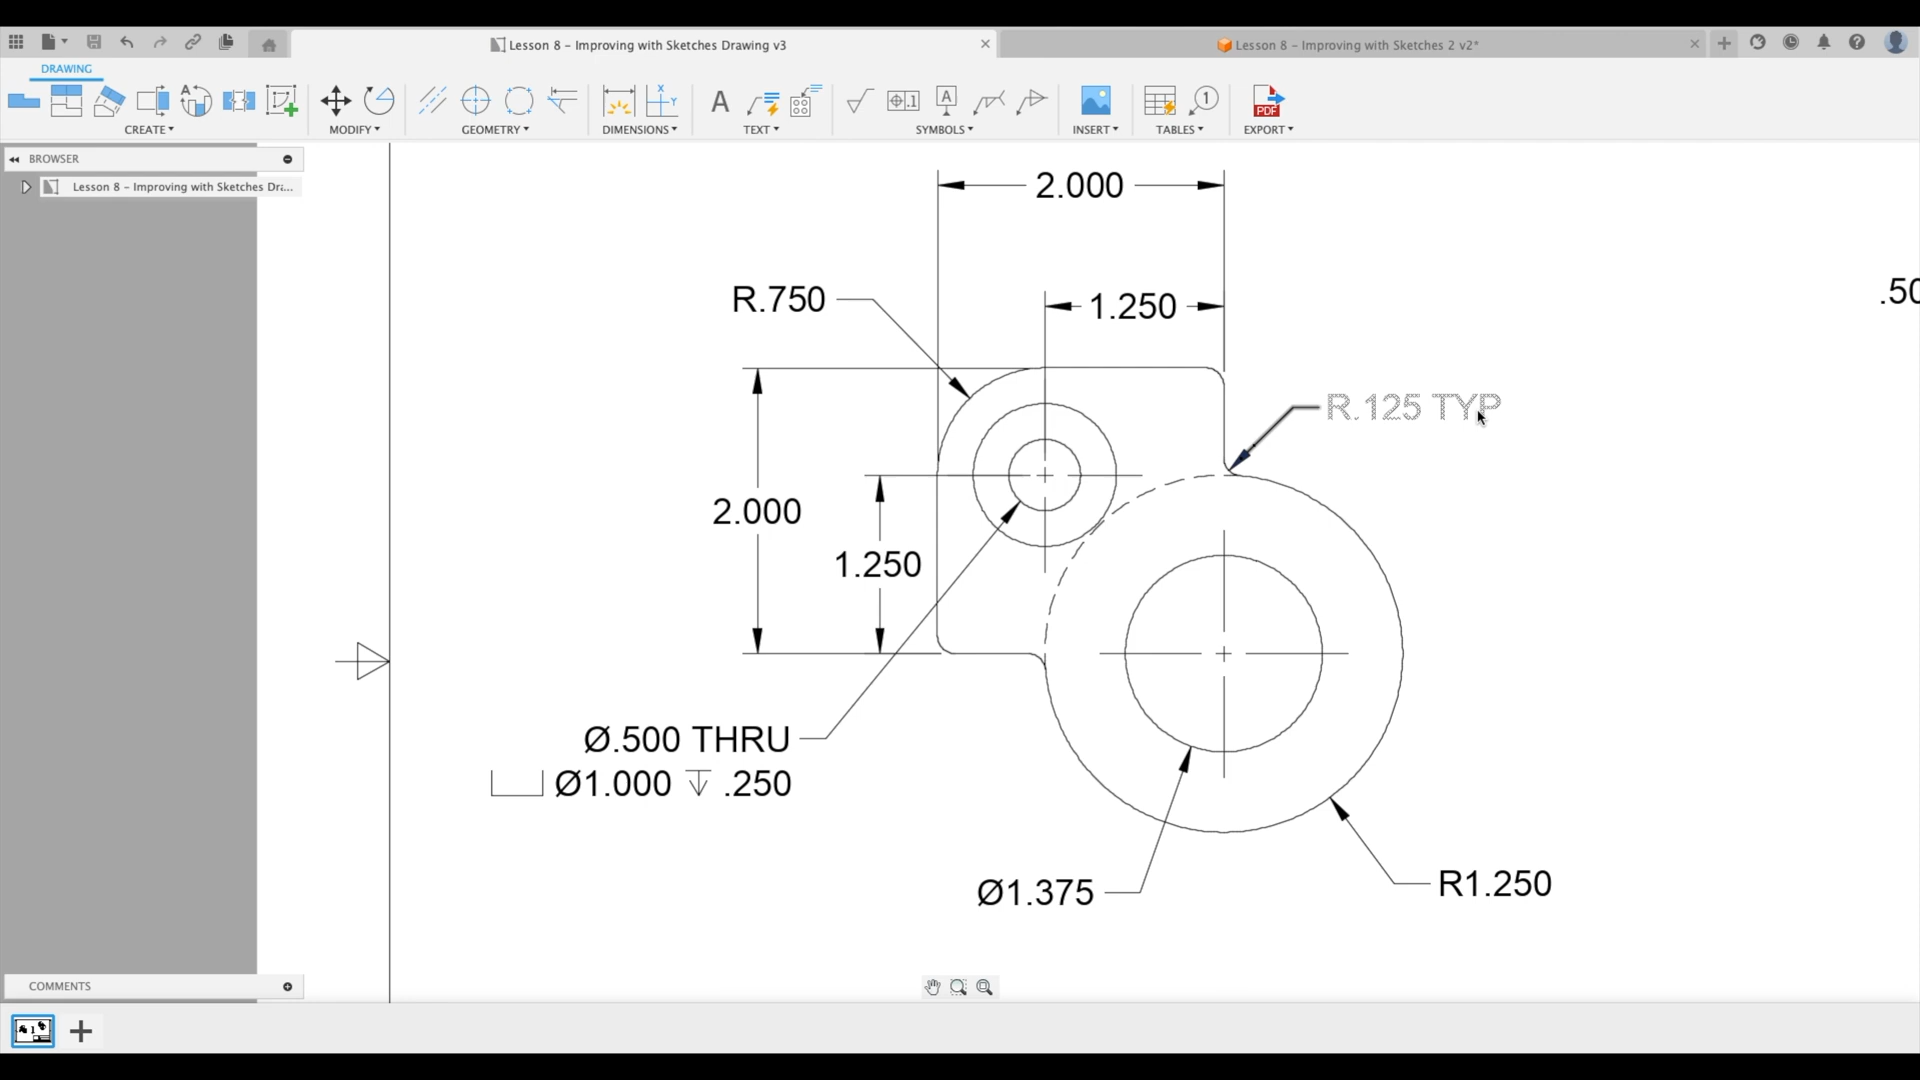 Lesson 8 – Improving with Sketches Drawing v3
Lesson 8 – Improving with Sketches 2 v2*
DRAWING
CREATE
MODIFY
GEOMETRY
DIMENSIONS
TEXT
SYMBOLS
INSERT
TABLES
EXPORT
BROWSER
Lesson 8 – Improving with Sketches Dr...
2.000
R.750
1.250
.50
R.125 TYP
2.000
1.250
Ø.500 THRU
⌴ Ø1.000 ↧ .250
Ø1.375
R1.250
COMMENTS